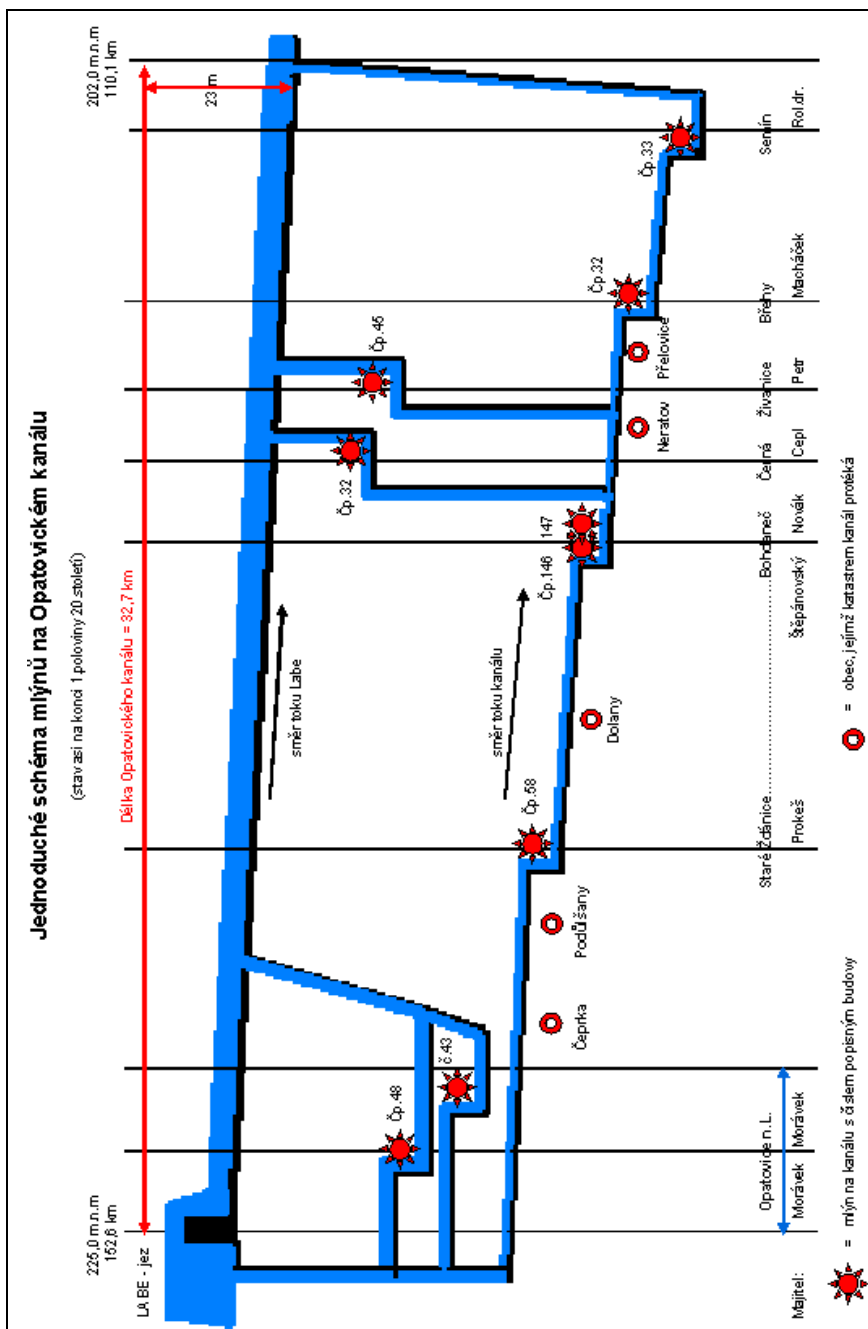 Jednoduché schéma mlýnů na Opatovickém kanálu
(stav asi na konci 1 poloviny 20 století)
225,0 m.n.m
152,6 km
202,0 m.n.m
110,1 km
Délka Opatovického kanálu = 32,7 km
23 m
LABE - jez
směr toku Labe
směr toku kanálu
Čp.48
č.43
Čp.58
Čp.146
147
Čp.32
Čp.45
Čp.32
Čp.33
Čeprka
Podůlšany
Dolany
Neratov
Přelovice
Opatovice n.L.
Staré Ždánice
Bohdaneč
Černá
Živanice
Břehy
Semín
Majitel:
Morávek
Morávek
Prokeš
Štěpánovský
Novák
Cepl
Petr
Macháček
Rol.dr.
= mlýn na kanálu s číslem popisným budovy
= obec, jejímž katastrem kanál protéká